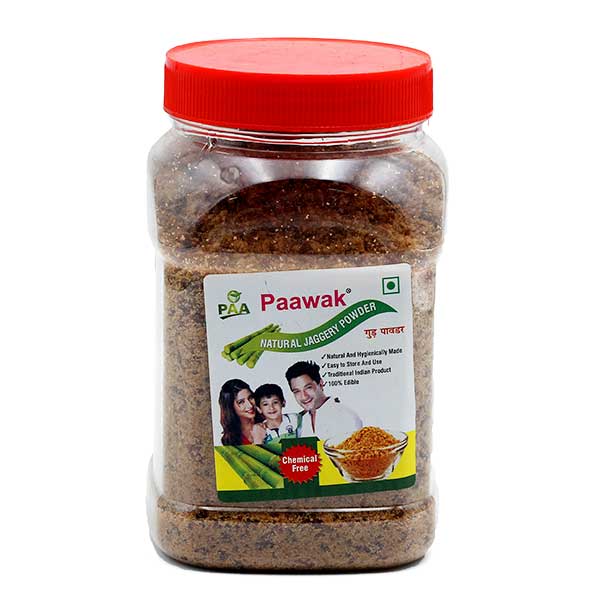 PAA
Paawak®
NATURAL JAGGERY POWDER
गुड़ पावडर
✓Natural And Hygienically Made
✓Easy to Store And Use
✓Traditional Indian Product
✓100% Edible
Chemical
Free